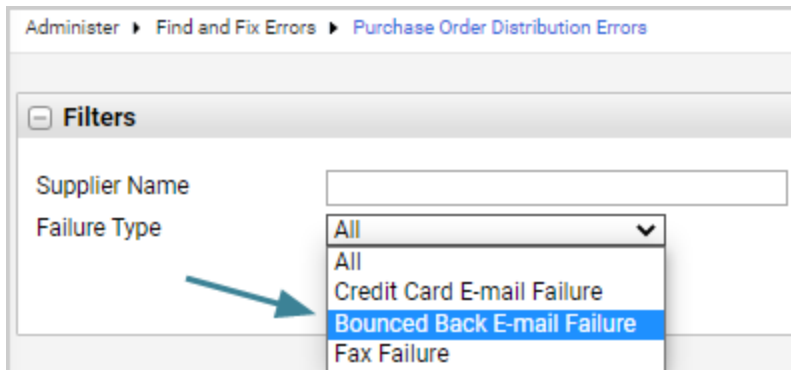 Administer ▸ Find and Fix Errors ▸ Purchase Order Distribution Errors
Filters
Supplier Name
Failure Type All
All
Credit Card E-mail Failure
Bounced Back E-mail Failure
Fax Failure